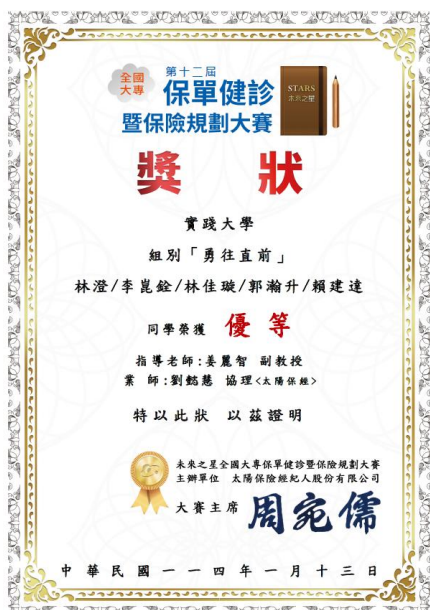 全國
大專
第十二屆
保單健診
暨保險規劃大賽
STARS
未來之星
獎狀
實踐大學
組別「勇往直前」
林澄/李崑銓/林佳璇/郭瀚升/賴建達
同學榮獲 優等
指導老師:姜麗智 副教授
業 師:劉懿慧 協理<太陽保經>
特以此狀 以茲證明
未來之星全國大專保單健診暨保險規劃大賽
主辦單位 太陽保險經紀人股份有限公司
大賽主席 周宛儒
中華民國一一四年一月十三日